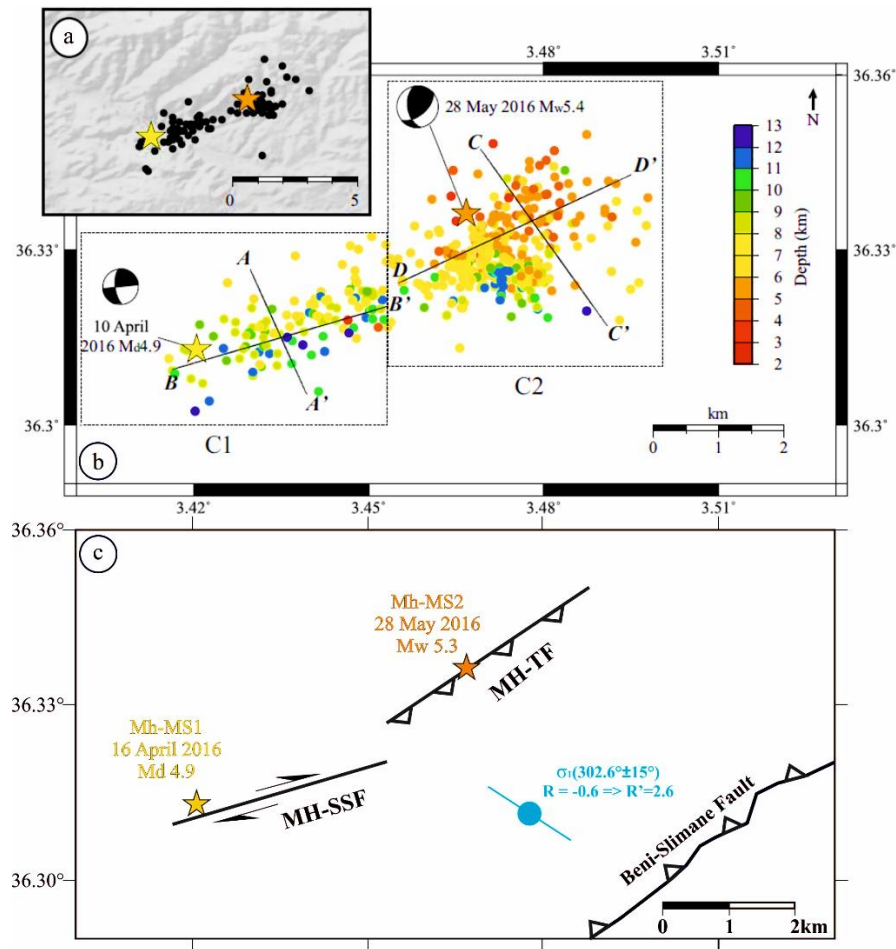 a
0 5
3.48° 3.51°
36.36°
28 May 2016 Mw5.4
N
13
12
11
10
9
8
7
6
5
4
3
2
Depth (km)
C
D'
36.33° 36.33°
D
A
B'
10 April
2016 Md4.9
B
A'
C'
C1
C2
km
0 1 2
36.3° 36.3°
b
3.42° 3.45° 3.48° 3.51°
36.36°
c
Mh-MS2
28 May 2016
Mw 5.3
MH-TF
36.33°
Mh-MS1
16 April 2016
Md 4.9
MH-SSF
σ1(302.6°±15°)
R = -0.6 => R'=2.6
Beni-Slimane Fault
36.30°
0 1 2km